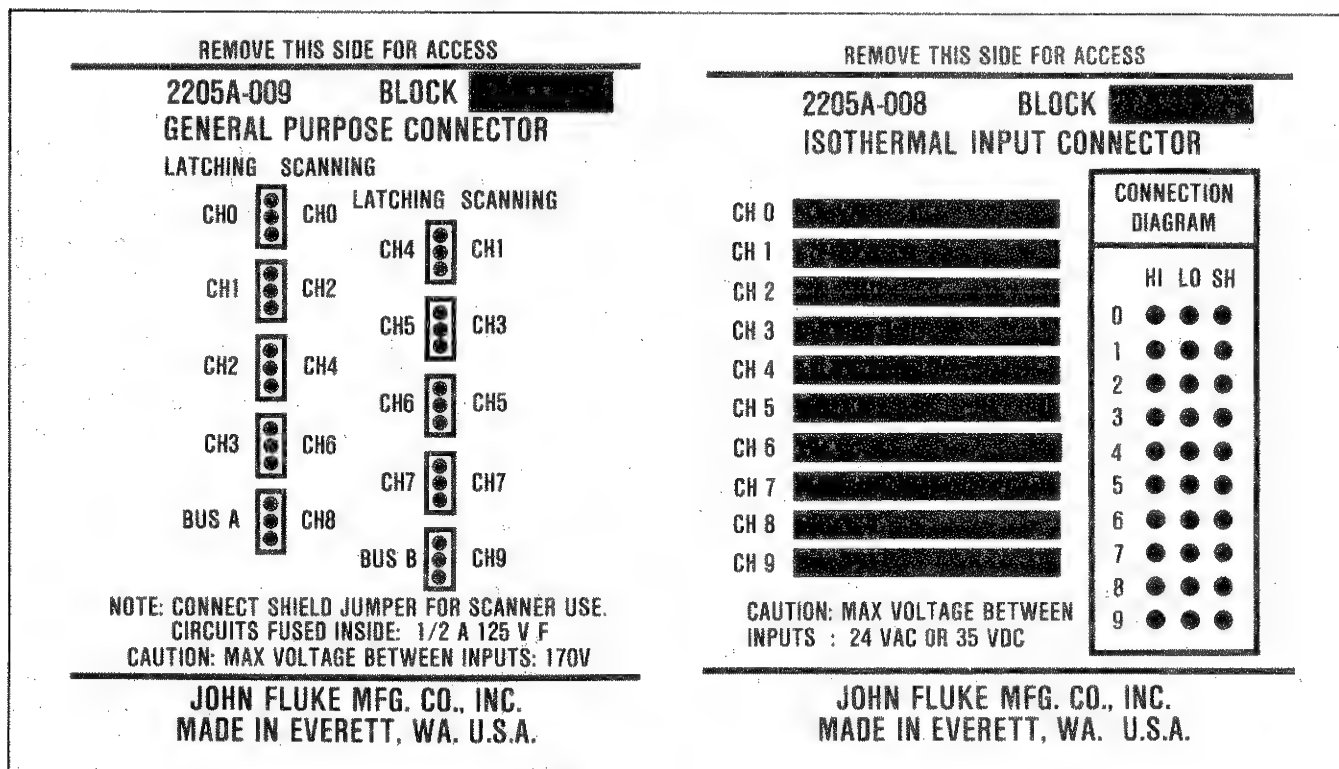 REMOVE THIS SIDE FOR ACCESS
2205A-009 BLOCK
GENERAL PURPOSE CONNECTOR
LATCHING SCANNING
CH0 CH0
CH1 CH2
CH2 CH4
CH3 CH6
BUS A CH8
LATCHING SCANNING
CH4 CH1
CH5 CH3
CH6 CH5
CH7 CH7
BUS B CH9
NOTE: CONNECT SHIELD JUMPER FOR SCANNER USE.
CIRCUITS FUSED INSIDE: 1/2 A 125 V F
CAUTION: MAX VOLTAGE BETWEEN INPUTS: 170V
JOHN FLUKE MFG. CO., INC.
MADE IN EVERETT, WA. U.S.A.
REMOVE THIS SIDE FOR ACCESS
2205A-008 BLOCK
ISOTHERMAL INPUT CONNECTOR
CH 0
CH 1
CH 2
CH 3
CH 4
CH 5
CH 6
CH 7
CH 8
CH 9
CONNECTION
DIAGRAM
HI LO SH
0
1
2
3
4
5
6
7
8
9
CAUTION: MAX VOLTAGE BETWEEN
INPUTS : 24 VAC OR 35 VDC
JOHN FLUKE MFG. CO., INC.
MADE IN EVERETT, WA. U.S.A.